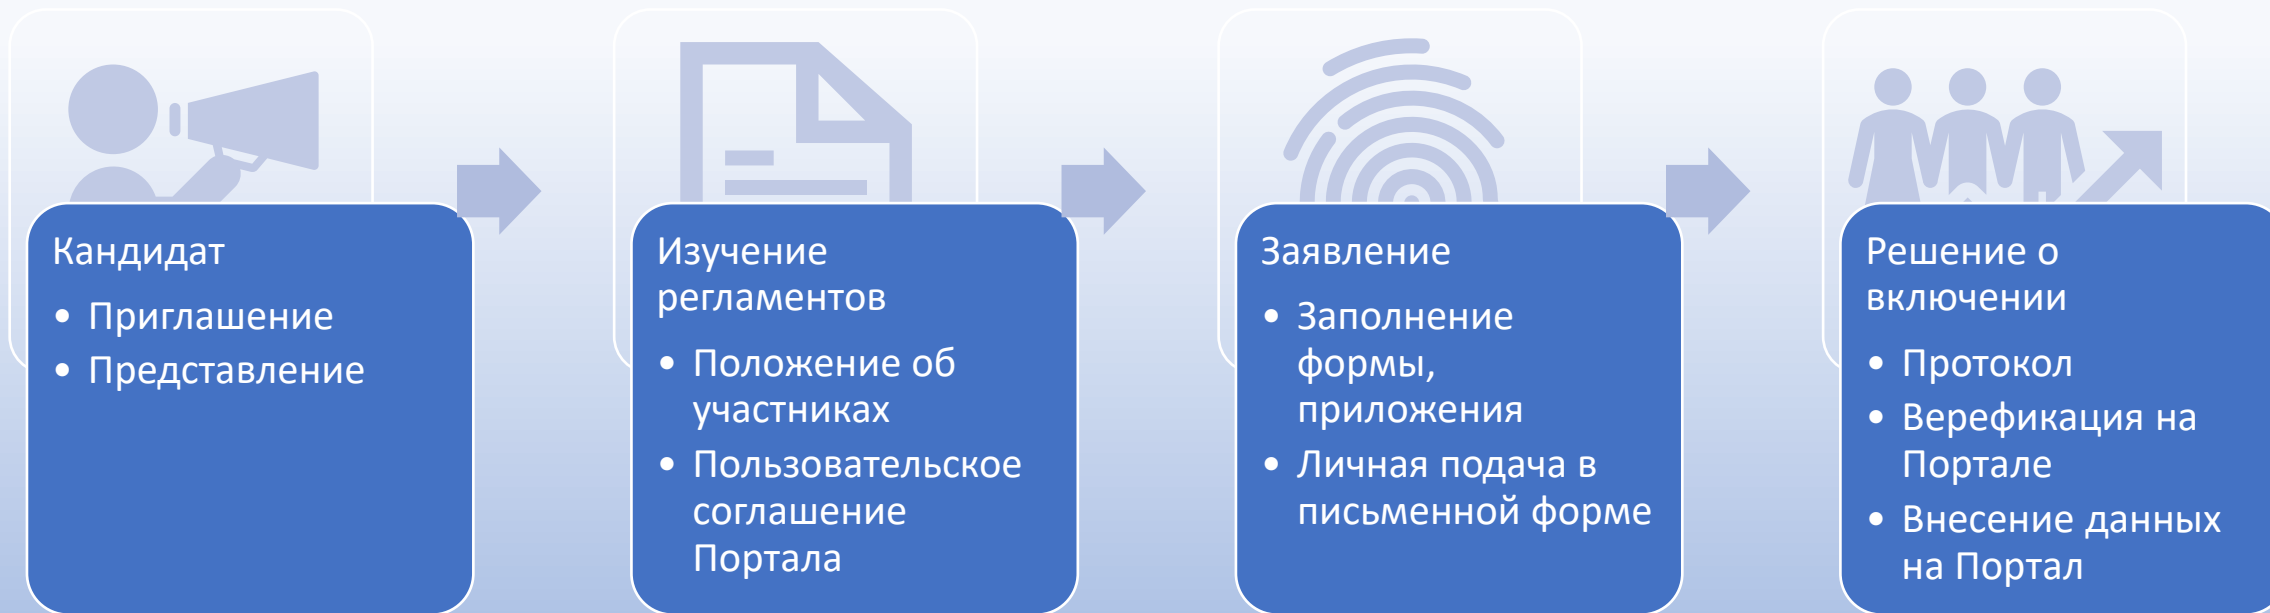 Кандидат
• Приглашение
• Представление
Изучение
регламентов
• Положение об
участниках
• Пользовательское
соглашение
Портала
Заявление
• Заполнение
формы,
приложения
• Личная подача в
письменной форме
Решение о
включении
• Протокол
• Верефикация на
Портале
• Внесение данных
на Портал